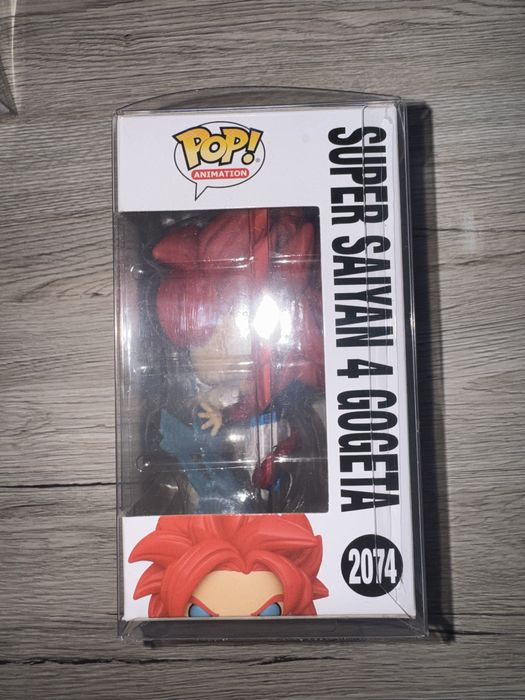 POP!
ANIMATION
SUPER SAIYAN 4 GOGETA
2074